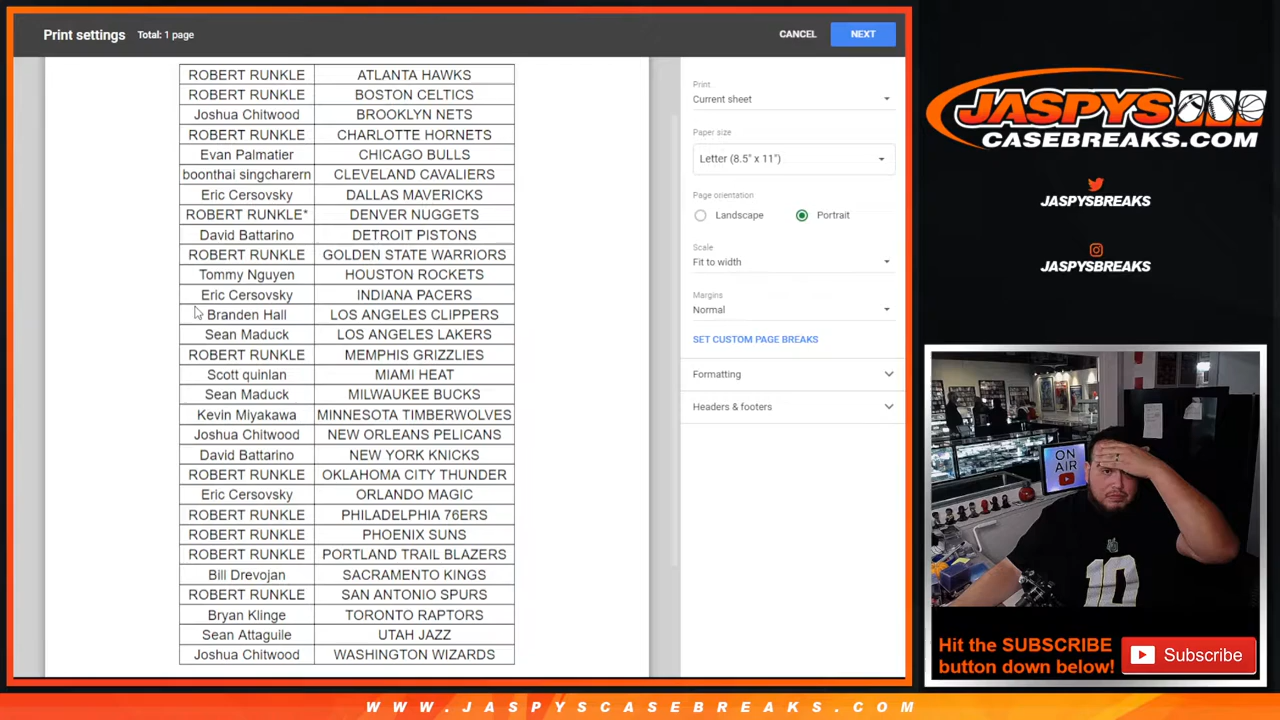 Print settings Total: 1 page CANCEL NEXT
ROBERT RUNKLE ATLANTA HAWKS
ROBERT RUNKLE BOSTON CELTICS
Joshua Chitwood BROOKLYN NETS
ROBERT RUNKLE CHARLOTTE HORNETS
Evan Palmatier CHICAGO BULLS
boonthai singcharern CLEVELAND CAVALIERS
Eric Cersovsky DALLAS MAVERICKS
ROBERT RUNKLE* DENVER NUGGETS
David Battarino DETROIT PISTONS
ROBERT RUNKLE GOLDEN STATE WARRIORS
Tommy Nguyen HOUSTON ROCKETS
Eric Cersovsky INDIANA PACERS
Branden Hall LOS ANGELES CLIPPERS
Sean Maduck LOS ANGELES LAKERS
ROBERT RUNKLE MEMPHIS GRIZZLIES
Scott quinlan MIAMI HEAT
Sean Maduck MILWAUKEE BUCKS
Kevin Miyakawa MINNESOTA TIMBERWOLVES
Joshua Chitwood NEW ORLEANS PELICANS
David Battarino NEW YORK KNICKS
ROBERT RUNKLE OKLAHOMA CITY THUNDER
Eric Cersovsky ORLANDO MAGIC
ROBERT RUNKLE PHILADELPHIA 76ERS
ROBERT RUNKLE PHOENIX SUNS
ROBERT RUNKLE PORTLAND TRAIL BLAZERS
Bill Drevojan SACRAMENTO KINGS
ROBERT RUNKLE SAN ANTONIO SPURS
Bryan Klinge TORONTO RAPTORS
Sean Attaguile UTAH JAZZ
Joshua Chitwood WASHINGTON WIZARDS
Print
Current sheet
Paper size
Letter (8.5" x 11")
Page orientation
Landscape Portrait
Scale
Fit to width
Margins
Normal
SET CUSTOM PAGE BREAKS
Formatting
Headers & footers
JASPYS
CASEBREAKS.COM
JASPYSBREAKS
JASPYSBREAKS
ON
AIR
10
Hit the SUBSCRIBE
button down below!
Subscribe
WWW.JASPYSCASEBREAKS.COM